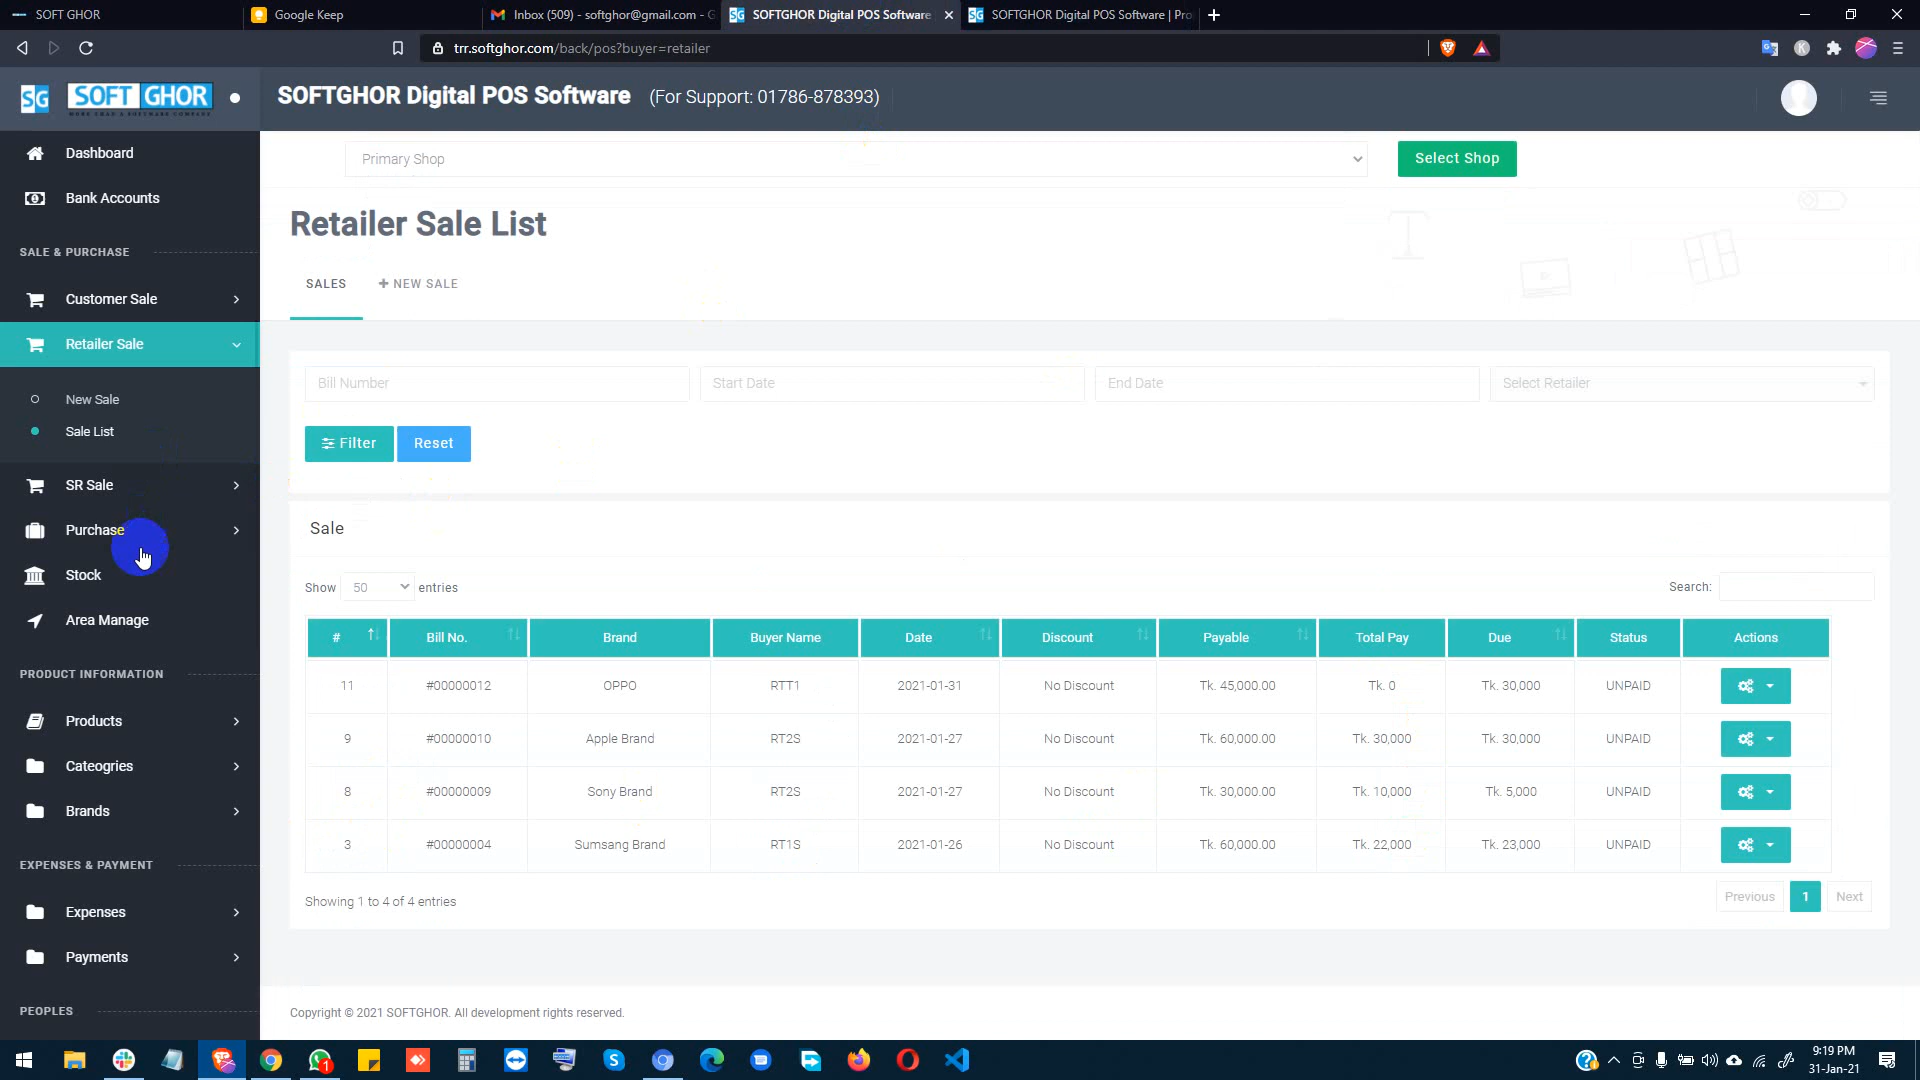 SOFT GHOR
Google Keep
Inbox (509) - softghor@gmail.com - G
SOFTGHOR Digital POS Software
SOFTGHOR Digital POS Software | Pro
trr.softghor.com/back/pos?buyer=retailer
SG SOFT GHOR
SOFTGHOR Digital POS Software (For Support: 01786-878393)
Dashboard
Bank Accounts
SALE & PURCHASE
Customer Sale
Retailer Sale
New Sale
Sale List
SR Sale
Purchase
Stock
Area Manage
PRODUCT INFORMATION
Products
Cateogries
Brands
EXPENSES & PAYMENT
Expenses
Payments
PEOPLES
Primary Shop
Select Shop
Retailer Sale List
SALES
+ NEW SALE
Bill Number
Start Date
End Date
Select Retailer
Filter
Reset
Sale
Show 50 entries
Search:
# Bill No. Brand Buyer Name Date Discount Payable Total Pay Due Status Actions
11 #00000012 OPPO RTT1 2021-01-31 No Discount Tk. 45,000.00 Tk. 0 Tk. 30,000 UNPAID
9 #00000010 Apple Brand RT2S 2021-01-27 No Discount Tk. 60,000.00 Tk. 30,000 Tk. 30,000 UNPAID
8 #00000009 Sony Brand RT2S 2021-01-27 No Discount Tk. 30,000.00 Tk. 10,000 Tk. 5,000 UNPAID
3 #00000004 Sumsang Brand RT1S 2021-01-26 No Discount Tk. 60,000.00 Tk. 22,000 Tk. 23,000 UNPAID
Showing 1 to 4 of 4 entries
Previous 1 Next
Copyright © 2021 SOFTGHOR. All development rights reserved.
9:19 PM
31-Jan-21